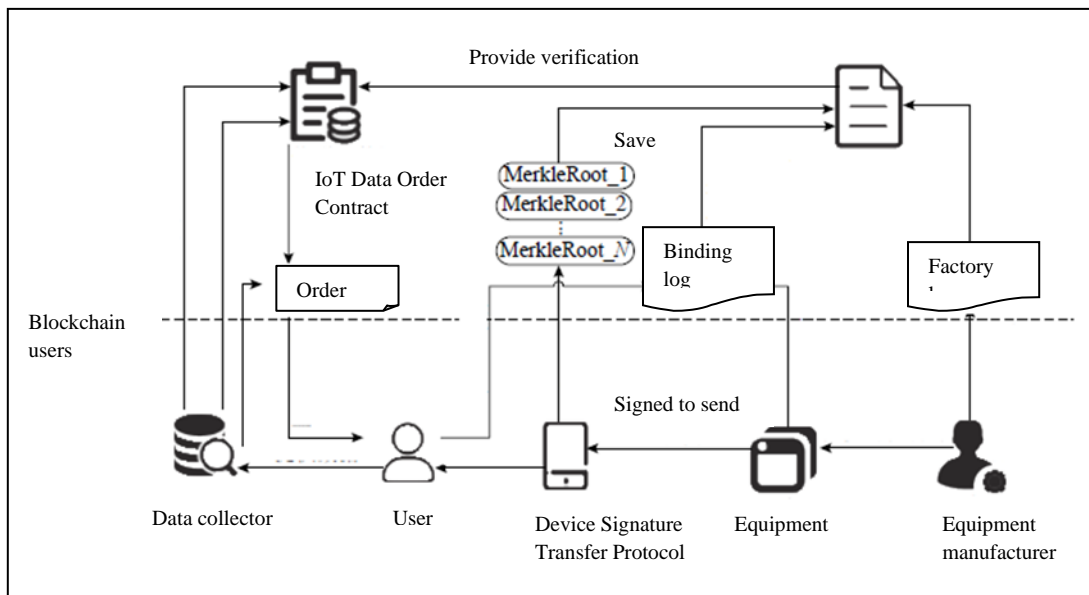 Provide verification
Save
MerkleRoot_1
IoT Data Order
Contract
MerkleRoot_2
MerkleRoot_N
Binding
log
Factory
Order
Blockchain
users
Signed to send
Data collector
User
Device Signature
Transfer Protocol
Equipment
Equipment
manufacturer